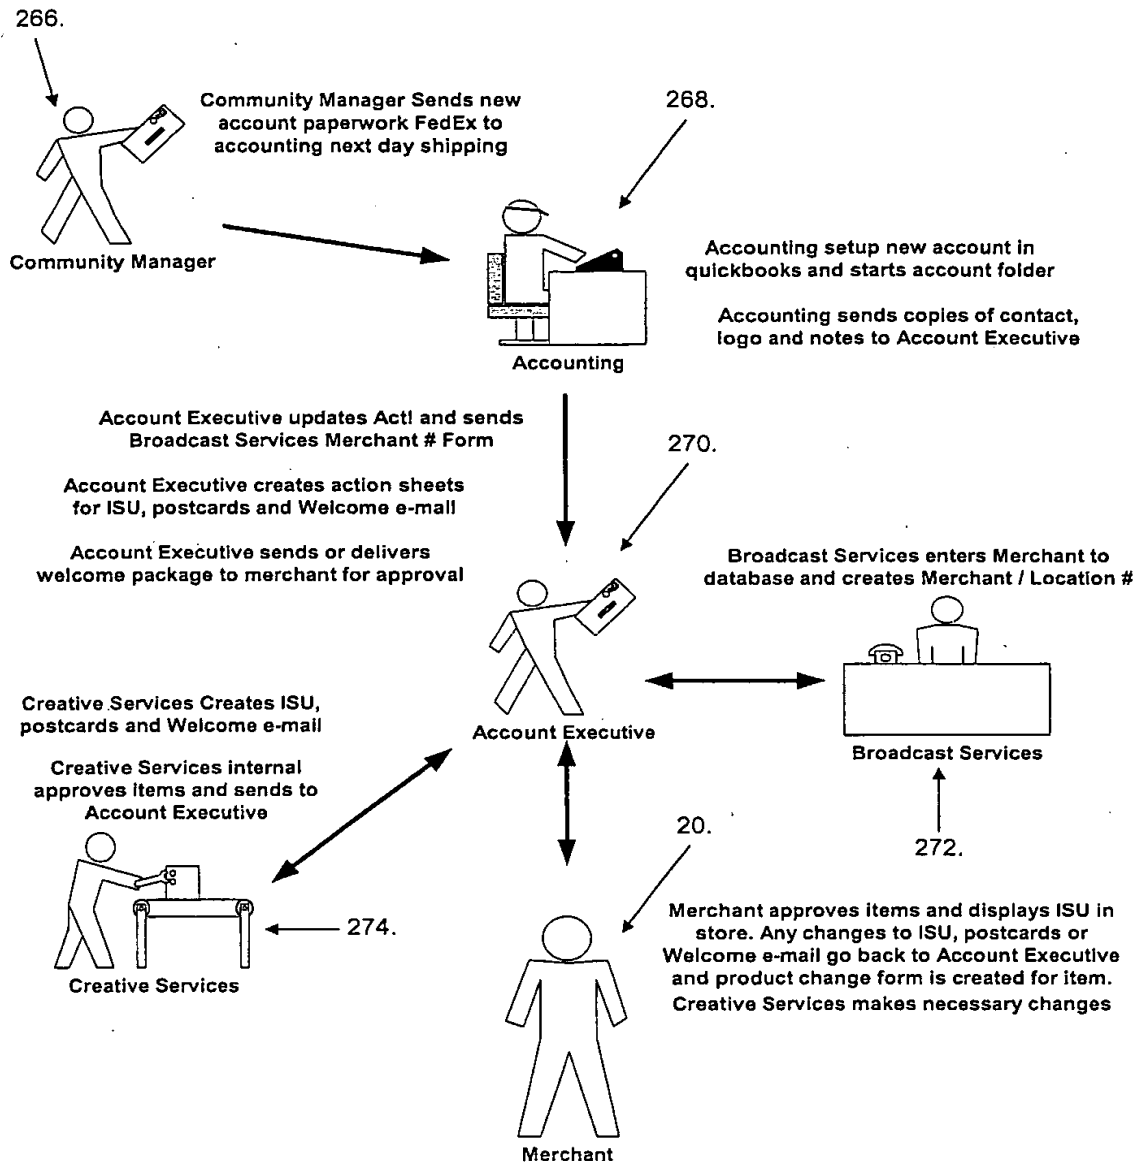 266.
Community Manager Sends new
account paperwork FedEx to
accounting next day shipping
268.
Community Manager
Accounting setup new account in
quickbooks and starts account folder
Accounting sends copies of contact,
logo and notes to Account Executive
Accounting
Account Executive updates Act! and sends
Broadcast Services Merchant # Form
270.
Account Executive creates action sheets
for ISU, postcards and Welcome e-mail
Account Executive sends or delivers
welcome package to merchant for approval
Broadcast Services enters Merchant to
database and creates Merchant / Location #
Creative Services Creates ISU,
postcards and Welcome e-mail
Account Executive
Broadcast Services
Creative Services internal
approves items and sends to
Account Executive
20.
272.
Merchant approves items and displays ISU in
store. Any changes to ISU, postcards or
Welcome e-mail go back to Account Executive
and product change form is created for item.
Creative Services makes necessary changes
274.
Creative Services
Merchant